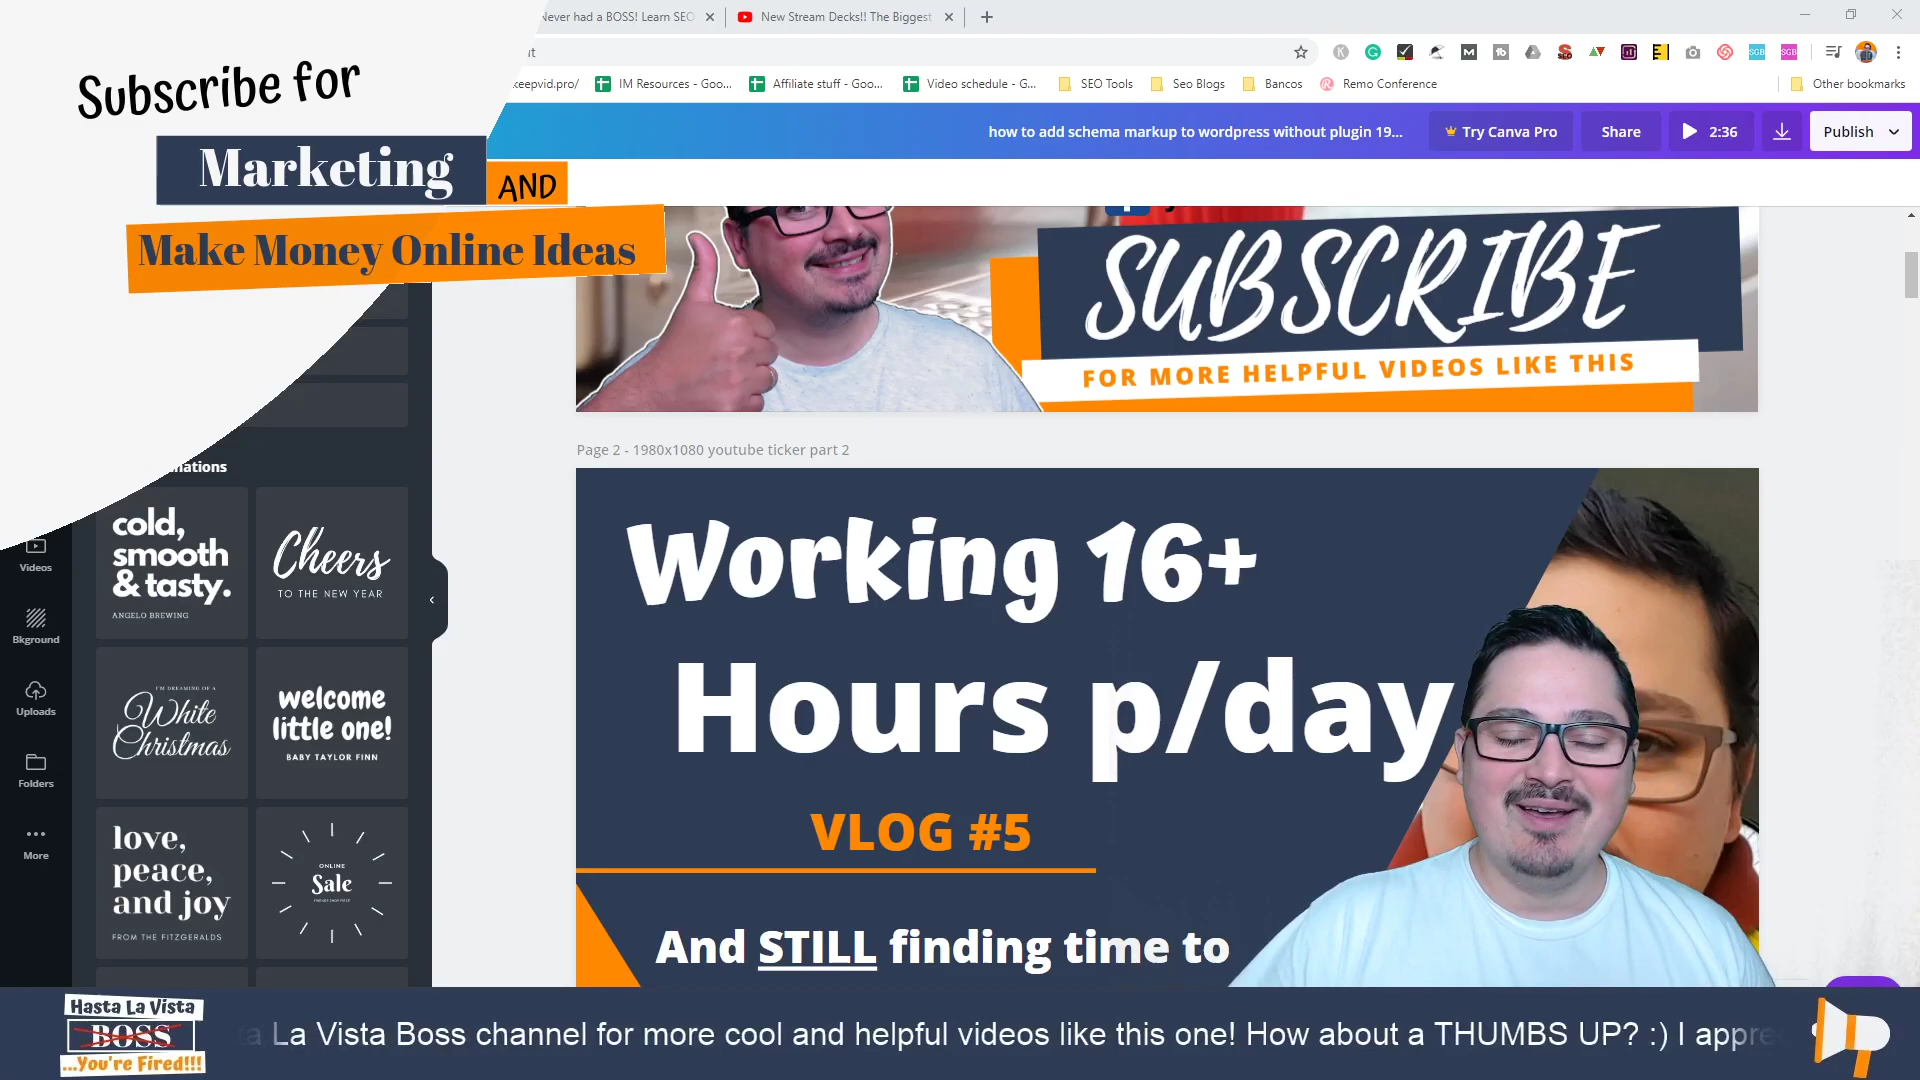 Never had a BOSS! Learn SEO
New Stream Decks!! The Biggest
ut
keepvid.pro/
IM Resources - Goo...
Affiliate stuff - Goo...
Video schedule - G...
SEO Tools
Seo Blogs
Bancos
Remo Conference
Other bookmarks
how to add schema markup to wordpress without plugin 19...
Try Canva Pro
Share
2:36
Publish
Subscribe for
Marketing
AND
Make Money Online Ideas
SUBSCRIBE
FOR MORE HELPFUL VIDEOS LIKE THIS
Page 2 - 1980x1080 youtube ticker part 2
nations
cold,
smooth
& tasty.
ANGELO BREWING
Cheers
TO THE NEW YEAR
I'M DREAMING OF A
White
Christmas
welcome
little one!
BABY TAYLOR FINN
love,
peace,
and joy
FROM THE FITZGERALDS
ONLINE
Sale
Videos
Bkground
Uploads
Folders
More
Working 16+
Hours p/day
VLOG #5
And STILL finding time to
Hasta La Vista
BOSS
...You're Fired!!!
ta La Vista Boss channel for more cool and helpful videos like this one! How about a THUMBS UP? :) I appre